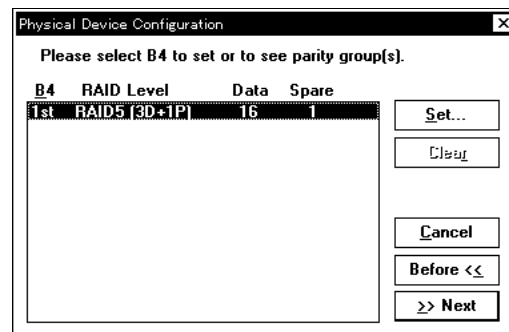 Physical Device Configuration
Please select B4 to set or to see parity group(s).
B4 RAID Level Data Spare
1st RAID5 (3D+1P) 16 1
Set...
Clear
Cancel
Before <<
>> Next